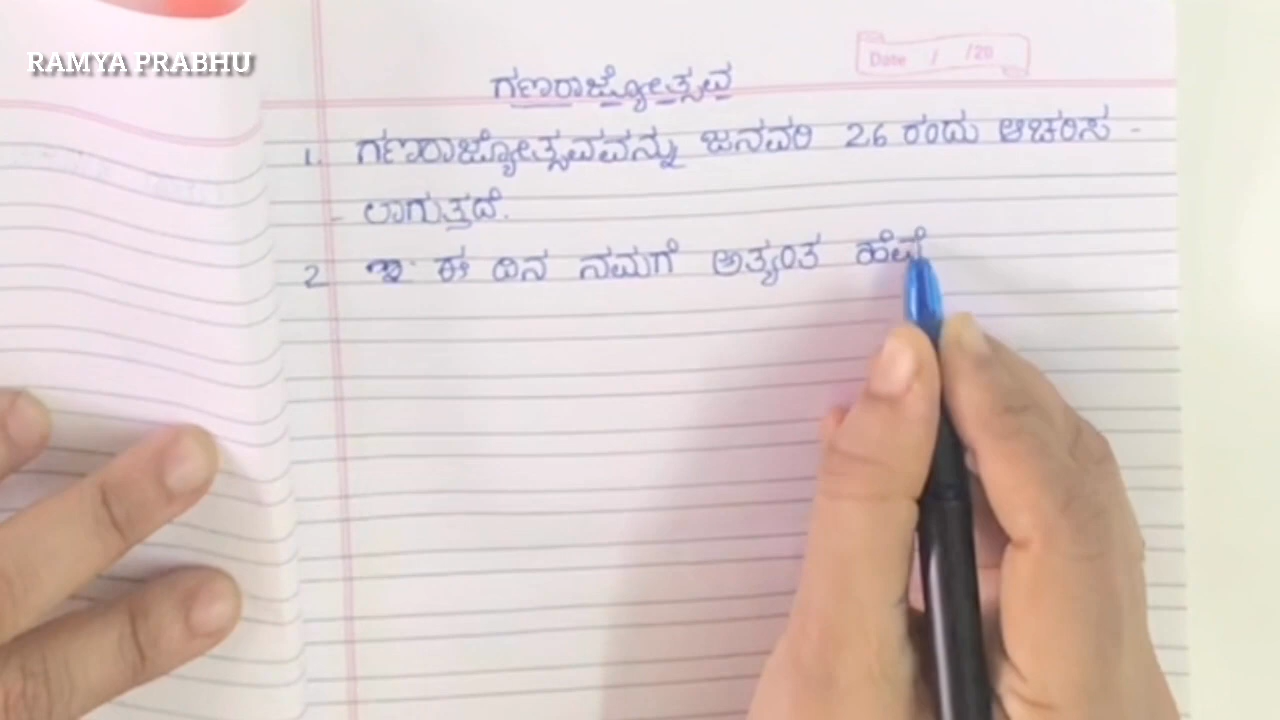 RAMYA PRABHU
Date / /20
ಗಣರಾಜ್ಯೋತ್ಸವ
1. ಗಣರಾಜ್ಯೋತ್ಸವವನ್ನು ಜನವರಿ 26 ರಂದು ಆಚರಿಸ -
- ಲಾಗುತ್ತದೆ.
2 ಈ ದಿನ ನಮಗೆ ಅತ್ಯಂತ